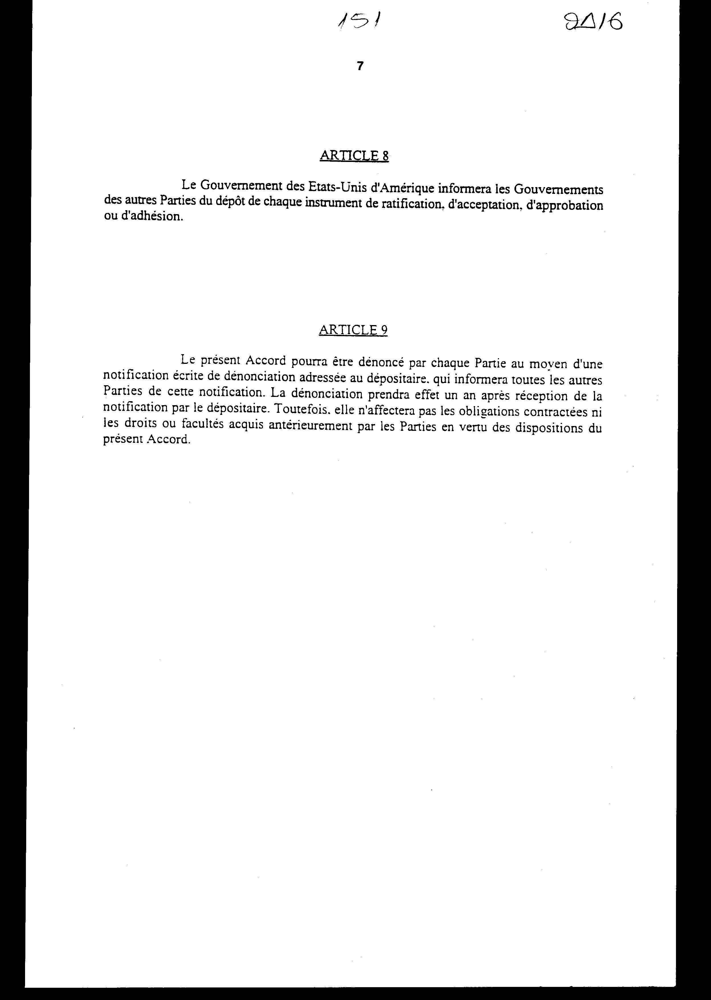 151
7
ARTICLE 8
Le Gouvernement des Etats-Unis d'Amérique informera les Gouvernements
des autres Parties du dépôt de chaque instrument de ratification, d'acceptation, d'approbation
ou d'adhésion.
ARTICLE 9
Le présent Accord pourra être dénoncé par chaque Partie au moyen d'une
notification écrite de dénonciation adressée au dépositaire, qui informera toutes les autres
Parties de cette notification. La dénonciation prendra effet un an après réception de la
notification par le dépositaire. Toutefois, elle n'affectera pas les obligations contractées ni
les droits ou facultés acquis antérieurement par les Parties en vertu des dispositions du
présent Accord.